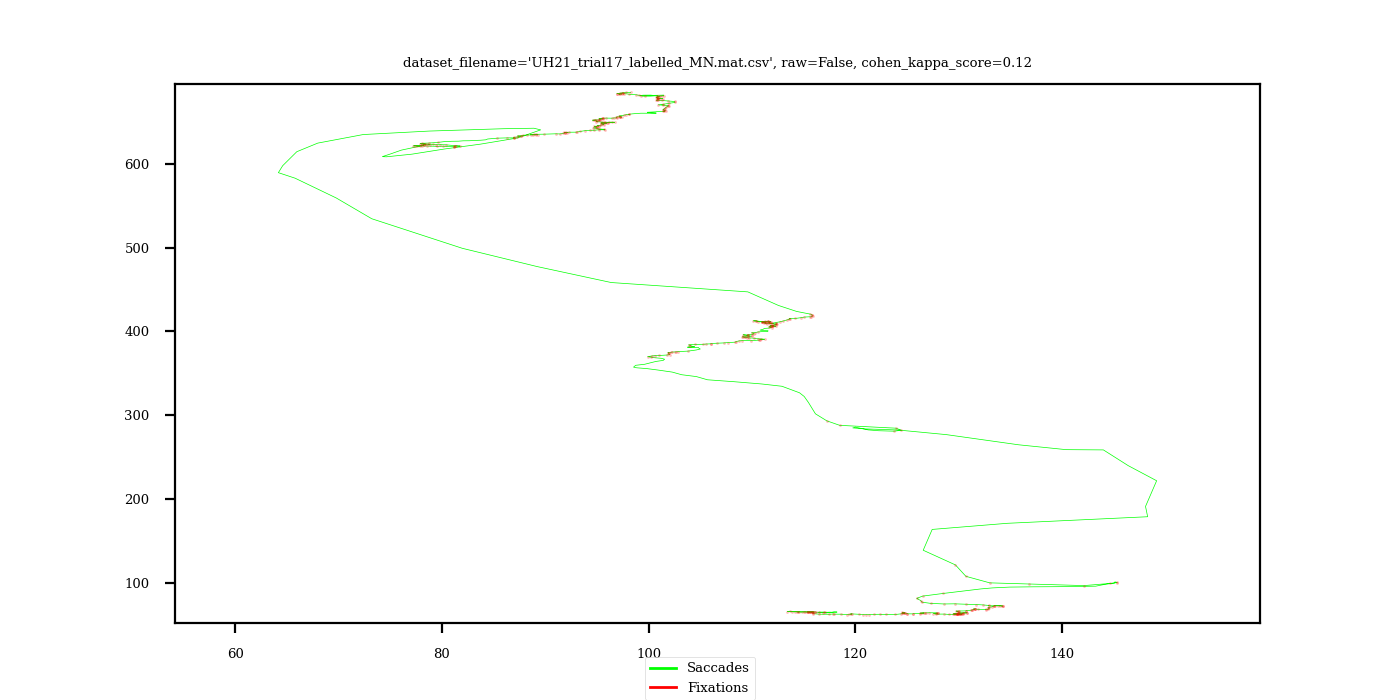 dataset_filename='UH21_trial17_labelled_MN.mat.csv', raw=False, cohen_kappa_score=0.12
600
500
400
300
200
100
60 80 100 120 140
Saccades
Fixations